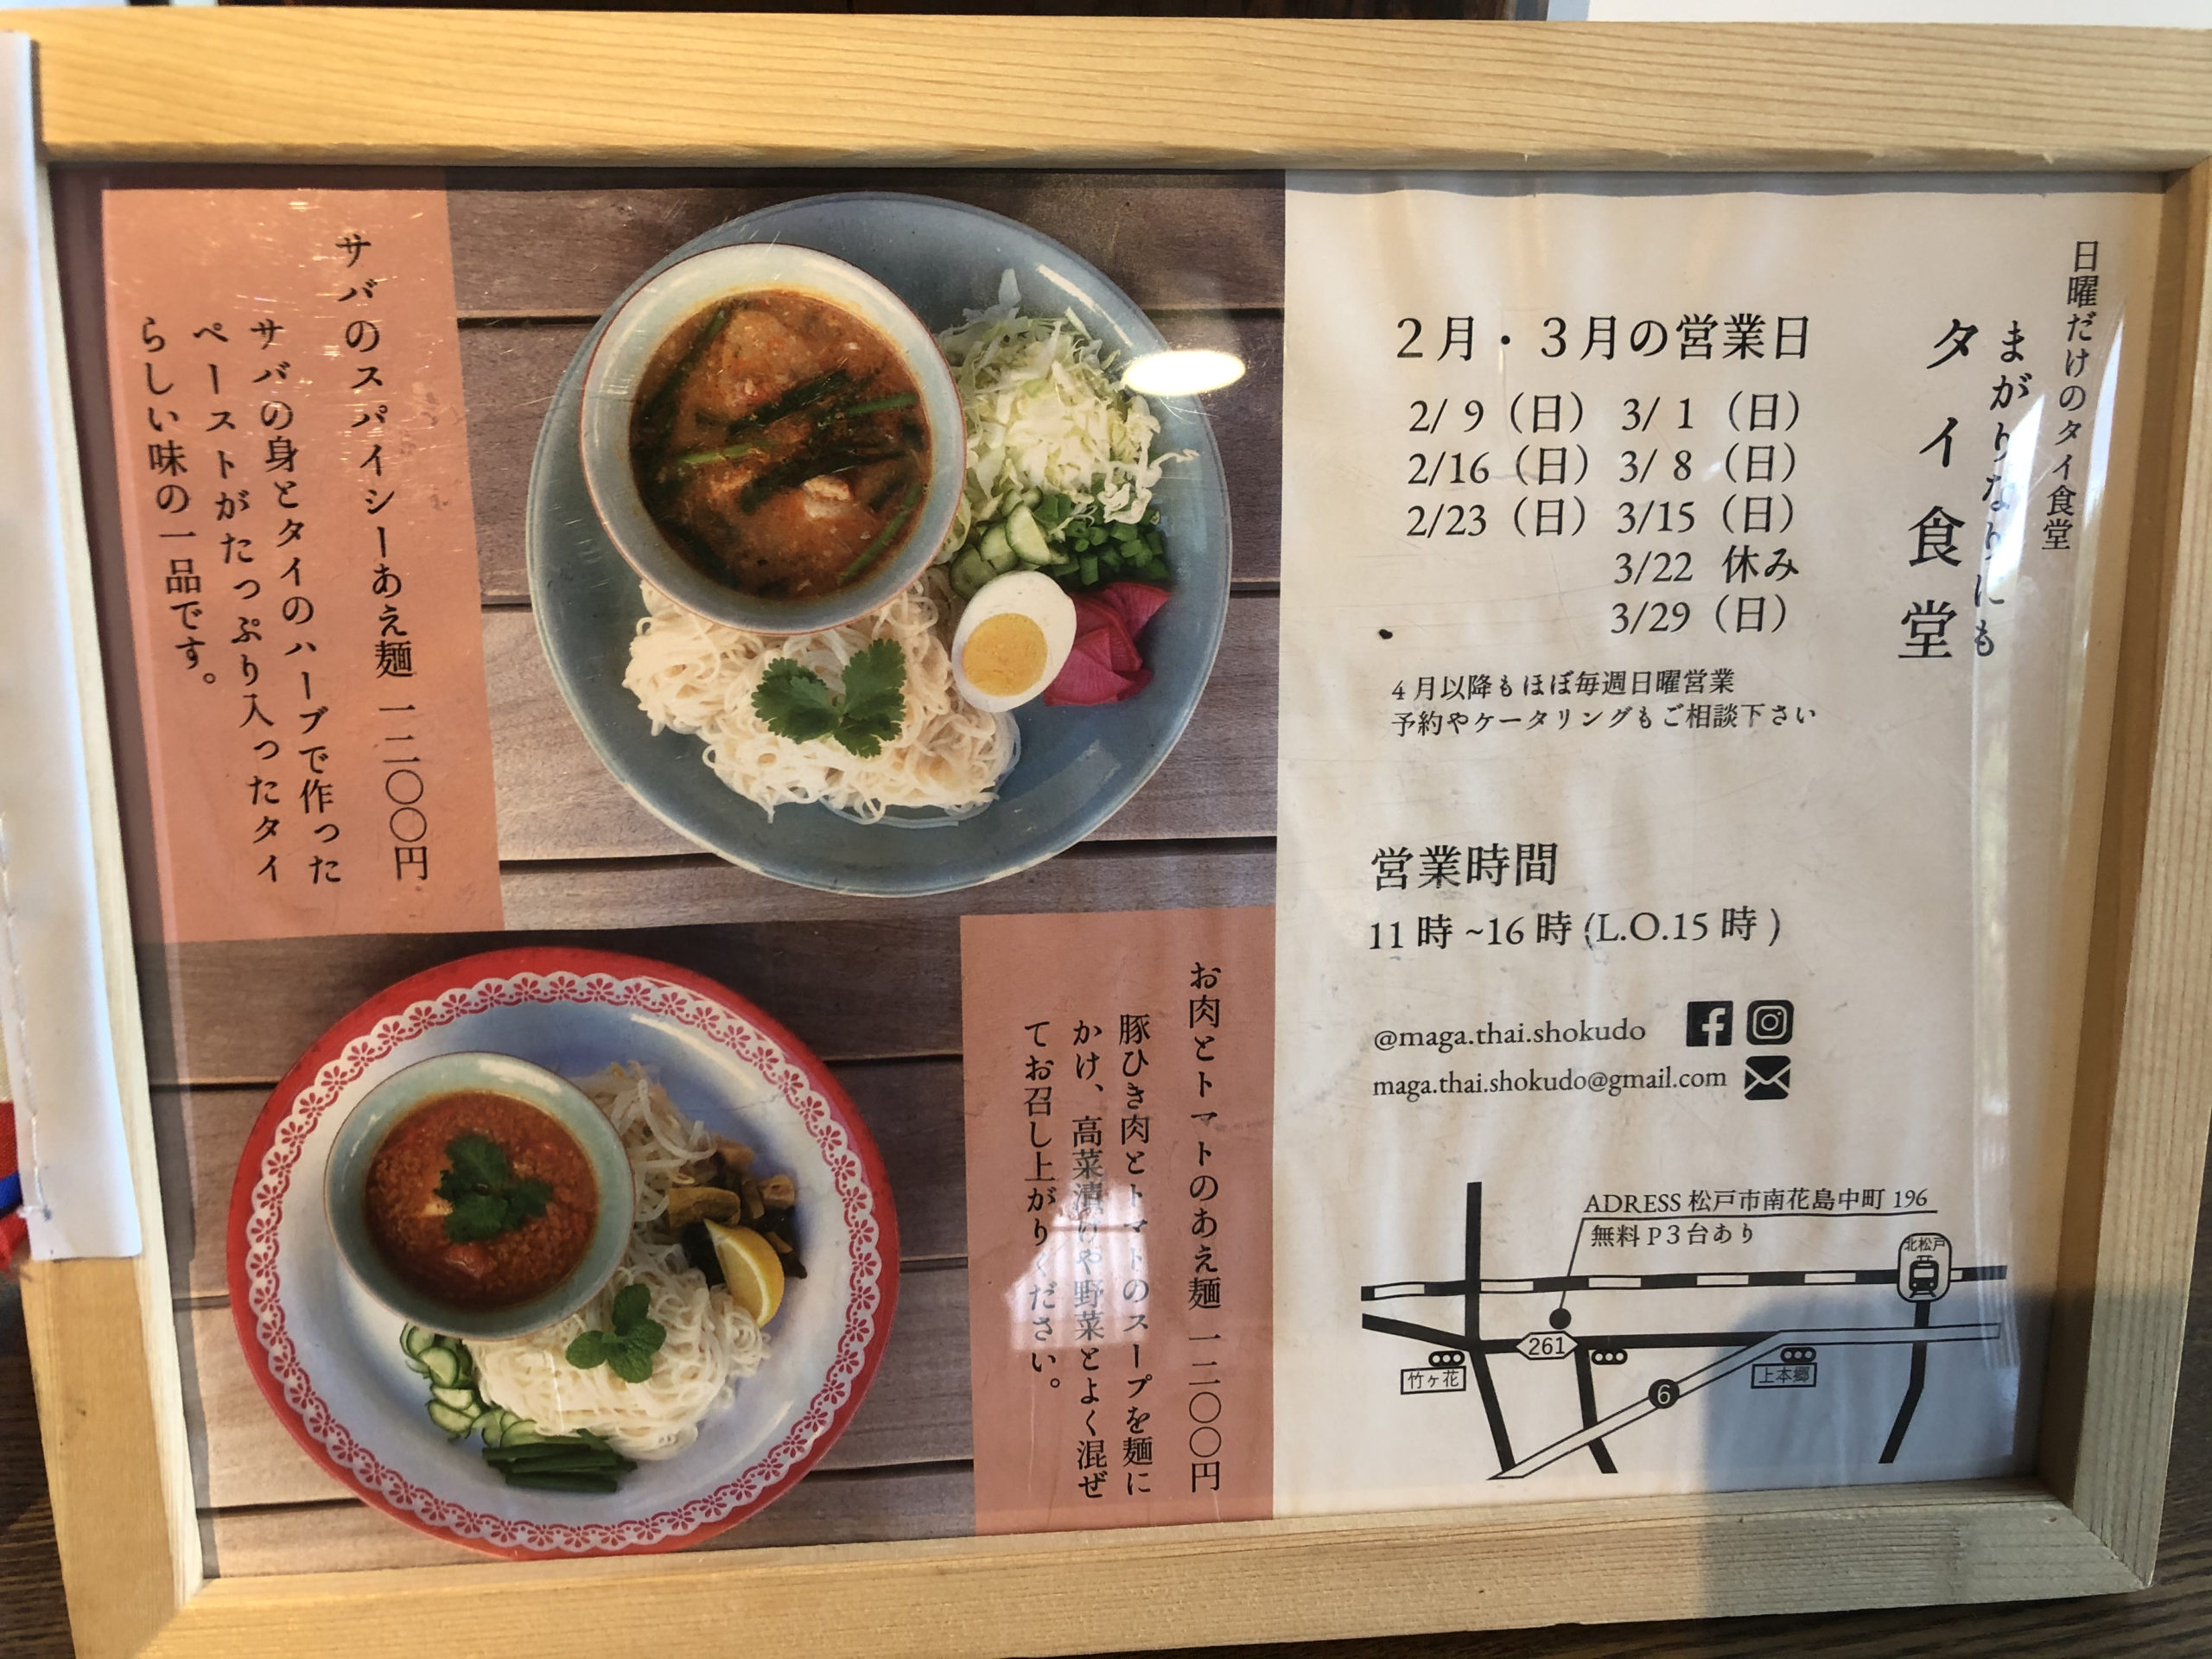 日曜だけのタイ食堂
まがりなりにも
タイ食堂
2月・3月の営業日
2/ 9（日） 3/ 1 （日）
2/16（日） 3/ 8 （日）
2/23（日） 3/15（日）
3/22 休み
3/29（日）
4月以降もほぼ毎週日曜営業
予約やケータリングもご相談下さい
営業時間
11時~16時(L.O.15時)
@maga.thai.shokudo
maga.thai.shokudo@gmail.com
ADRESS 松戸市南花島中町 196
無料P3台あり
北松戸
261
竹ヶ花
上本郷
6
サバのスパイシーあえ麺 一二〇〇円
サバの身とタイのハーブで作った
ペーストがたっぷり入ったタイ
らしい味の一品です。
お肉とトマトのあえ麺 一二〇〇円
豚ひき肉とトマトのスープを麺に
かけ、高菜漬けや野菜とよく混ぜ
てお召し上がりください。